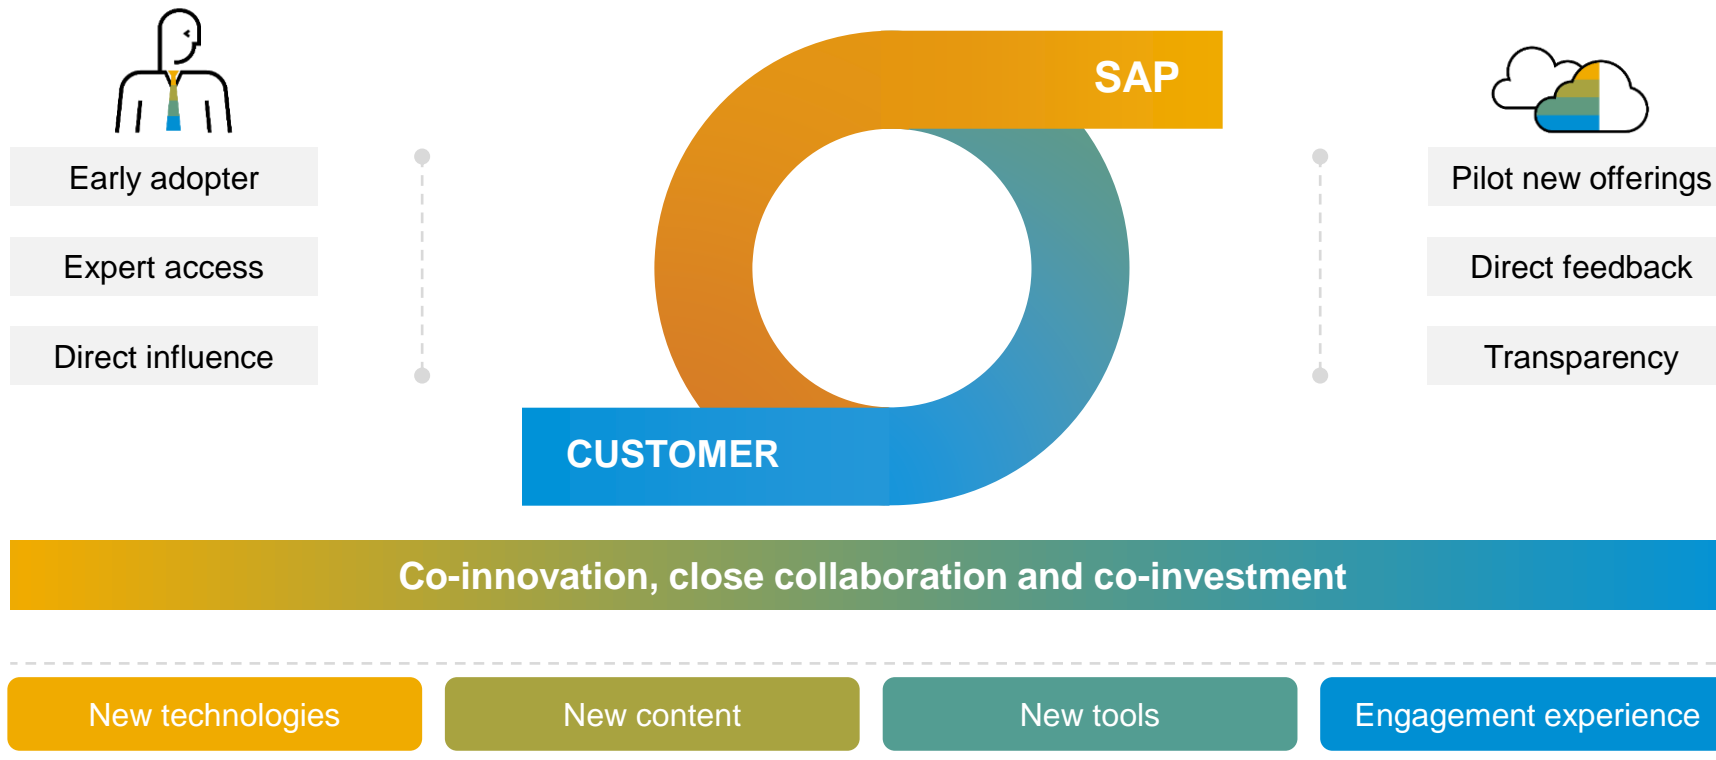 SAP
Early adopter
Expert access
Direct influence
Pilot new offerings
Direct feedback
Transparency
CUSTOMER
Co-innovation, close collaboration and co-investment
New technologies
New content
New tools
Engagement experience